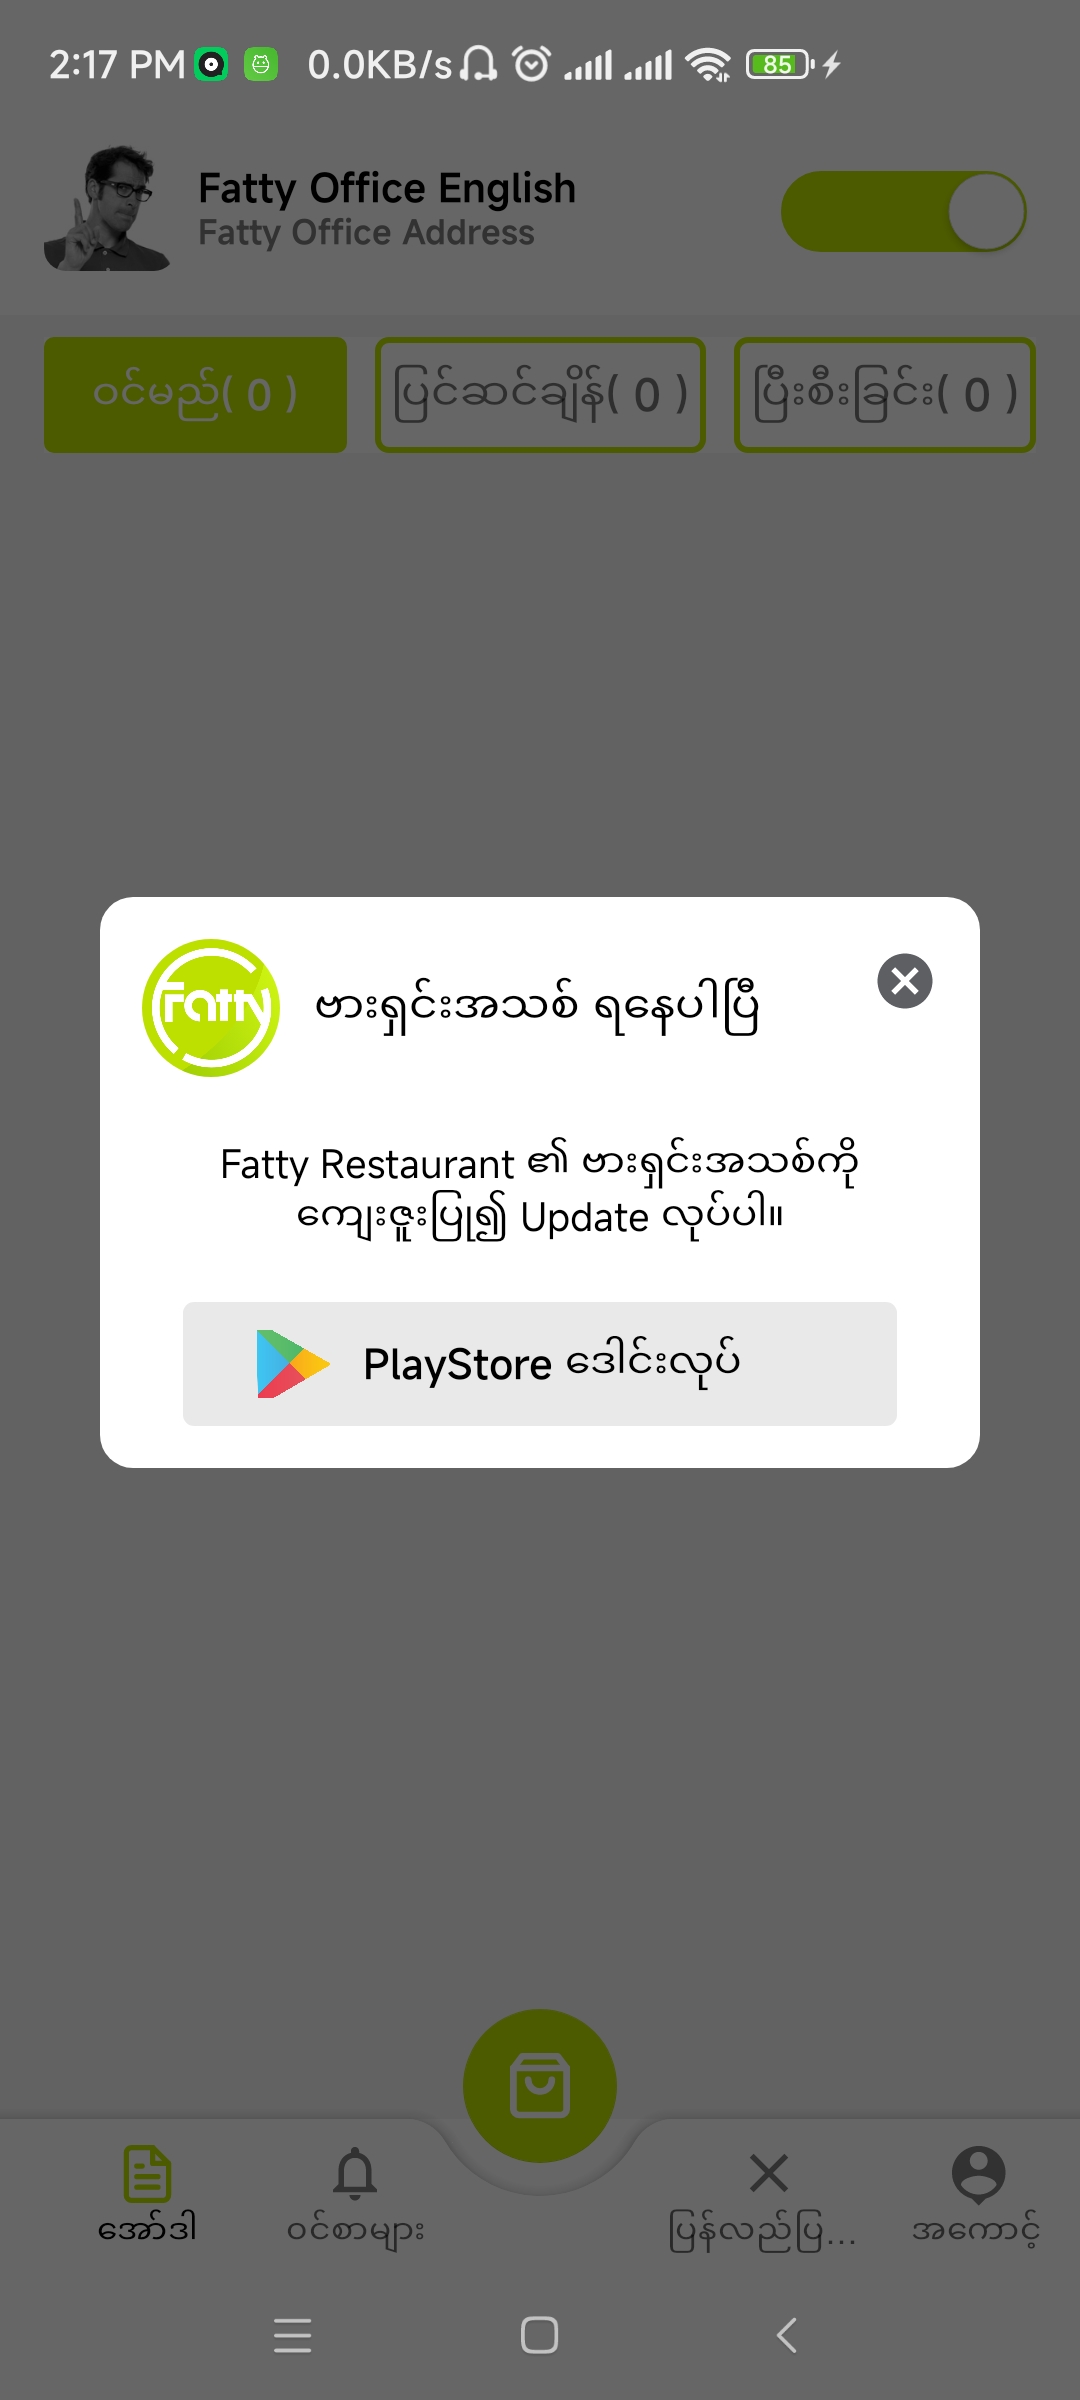 2:17 PM 0.0KB/s 85
Fatty Office English
Fatty Office Address
ဝင်မည်( 0 ) ပြင်ဆင်ချိန်( 0 ) ပြီးစီးခြင်း( 0 )
Fatty ဗားရှင်းအသစ် ရနေပါပြီ
Fatty Restaurant ၏ ဗားရှင်းအသစ်ကို
ကျေးဇူးပြု၍ Update လုပ်ပါ။
PlayStore ဒေါင်းလုပ်
အော်ဒါ ဝင်စာများ ပြန်လည်ပြ... အကောင့်